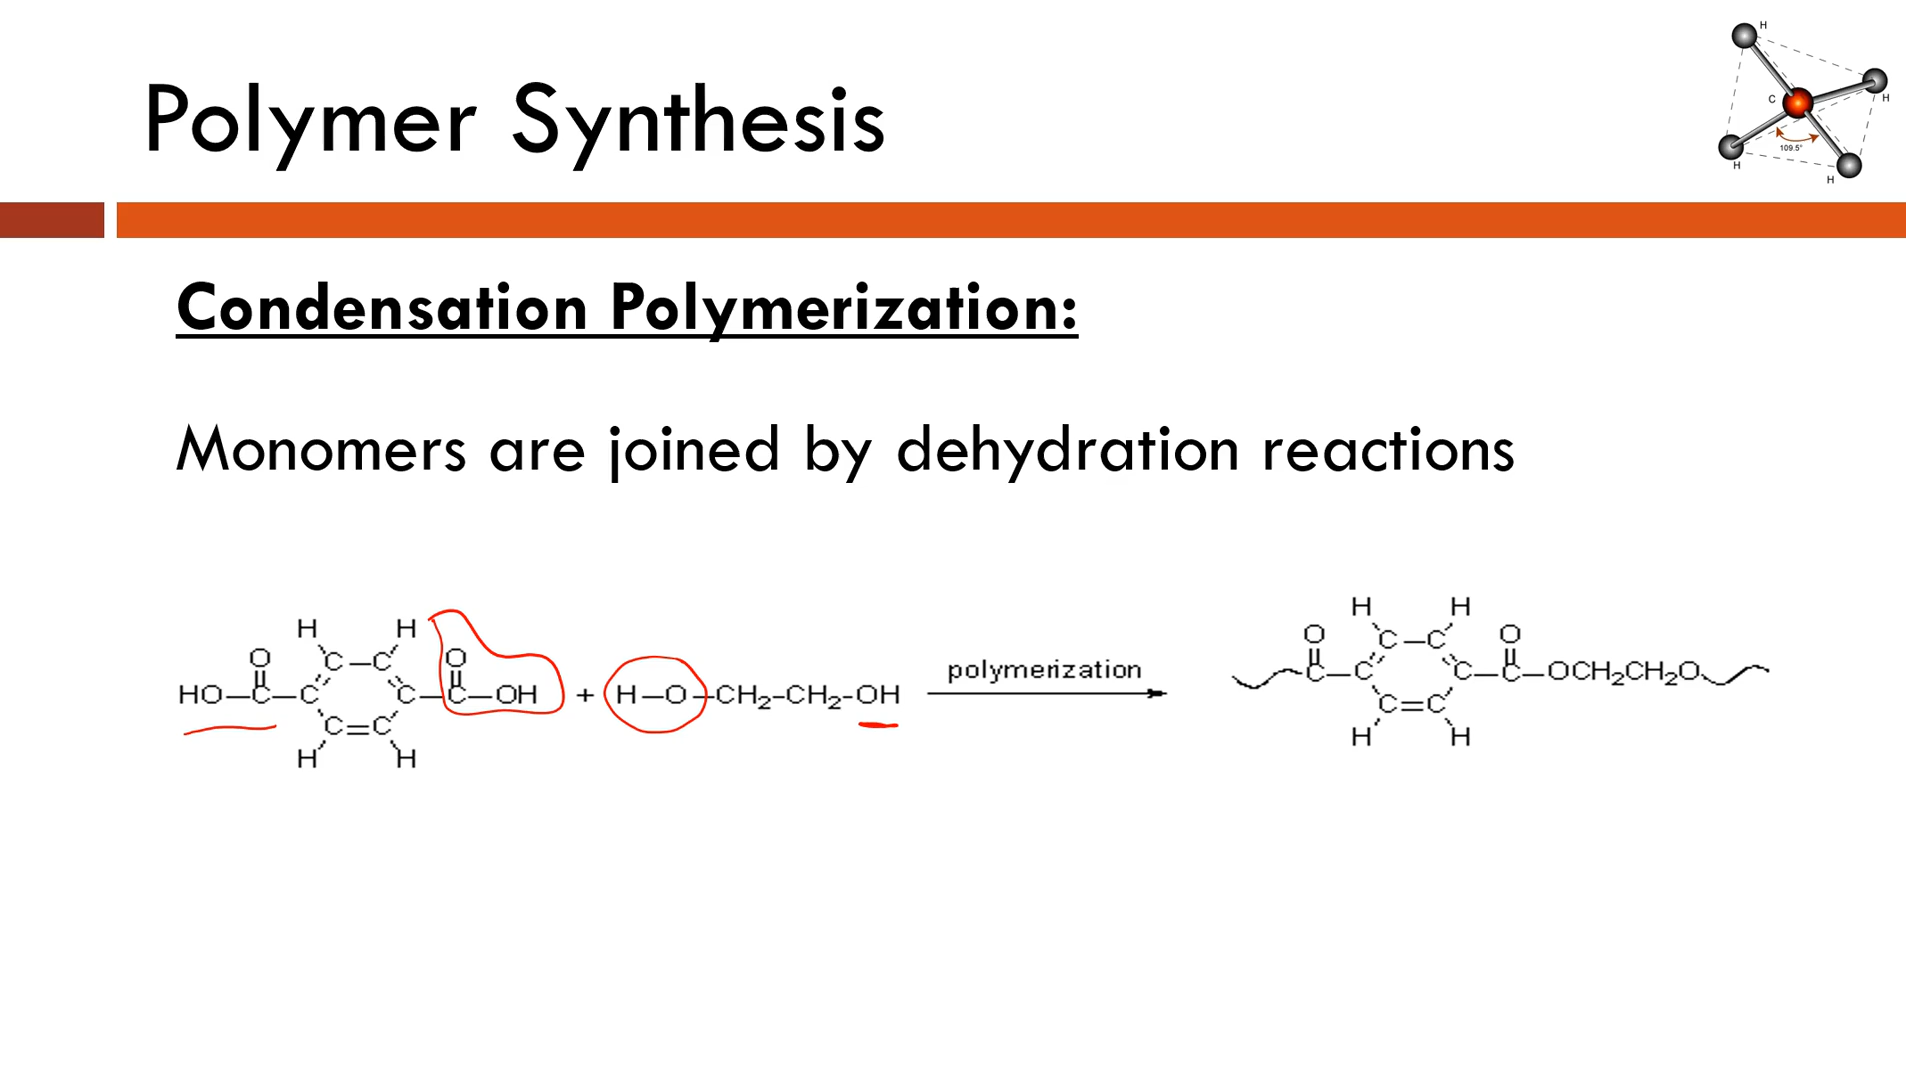 Polymer Synthesis
H
C
H
109.5°
H
H
Condensation Polymerization:
Monomers are joined by dehydration reactions
H H
O C—C O
HO—C—C C—C—OH + H—O—CH₂–CH₂–OH
C=C
H H
polymerization
H H
O C—C O
C—C C—C—OCH₂CH₂O
C=C
H H